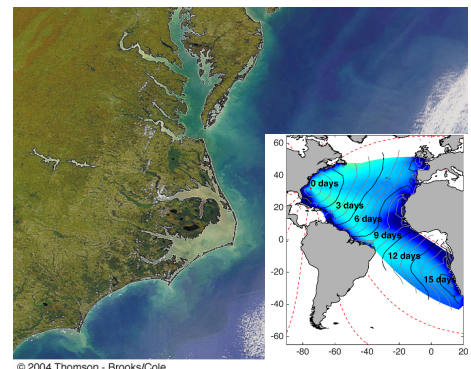 60
40
20
0
-20
-40
-60
0 days
3 days
6 days
9 days
12 days
15 days
-80 -60 -40 -20 0 20
© 2004 Thomson - Brooks/Cole